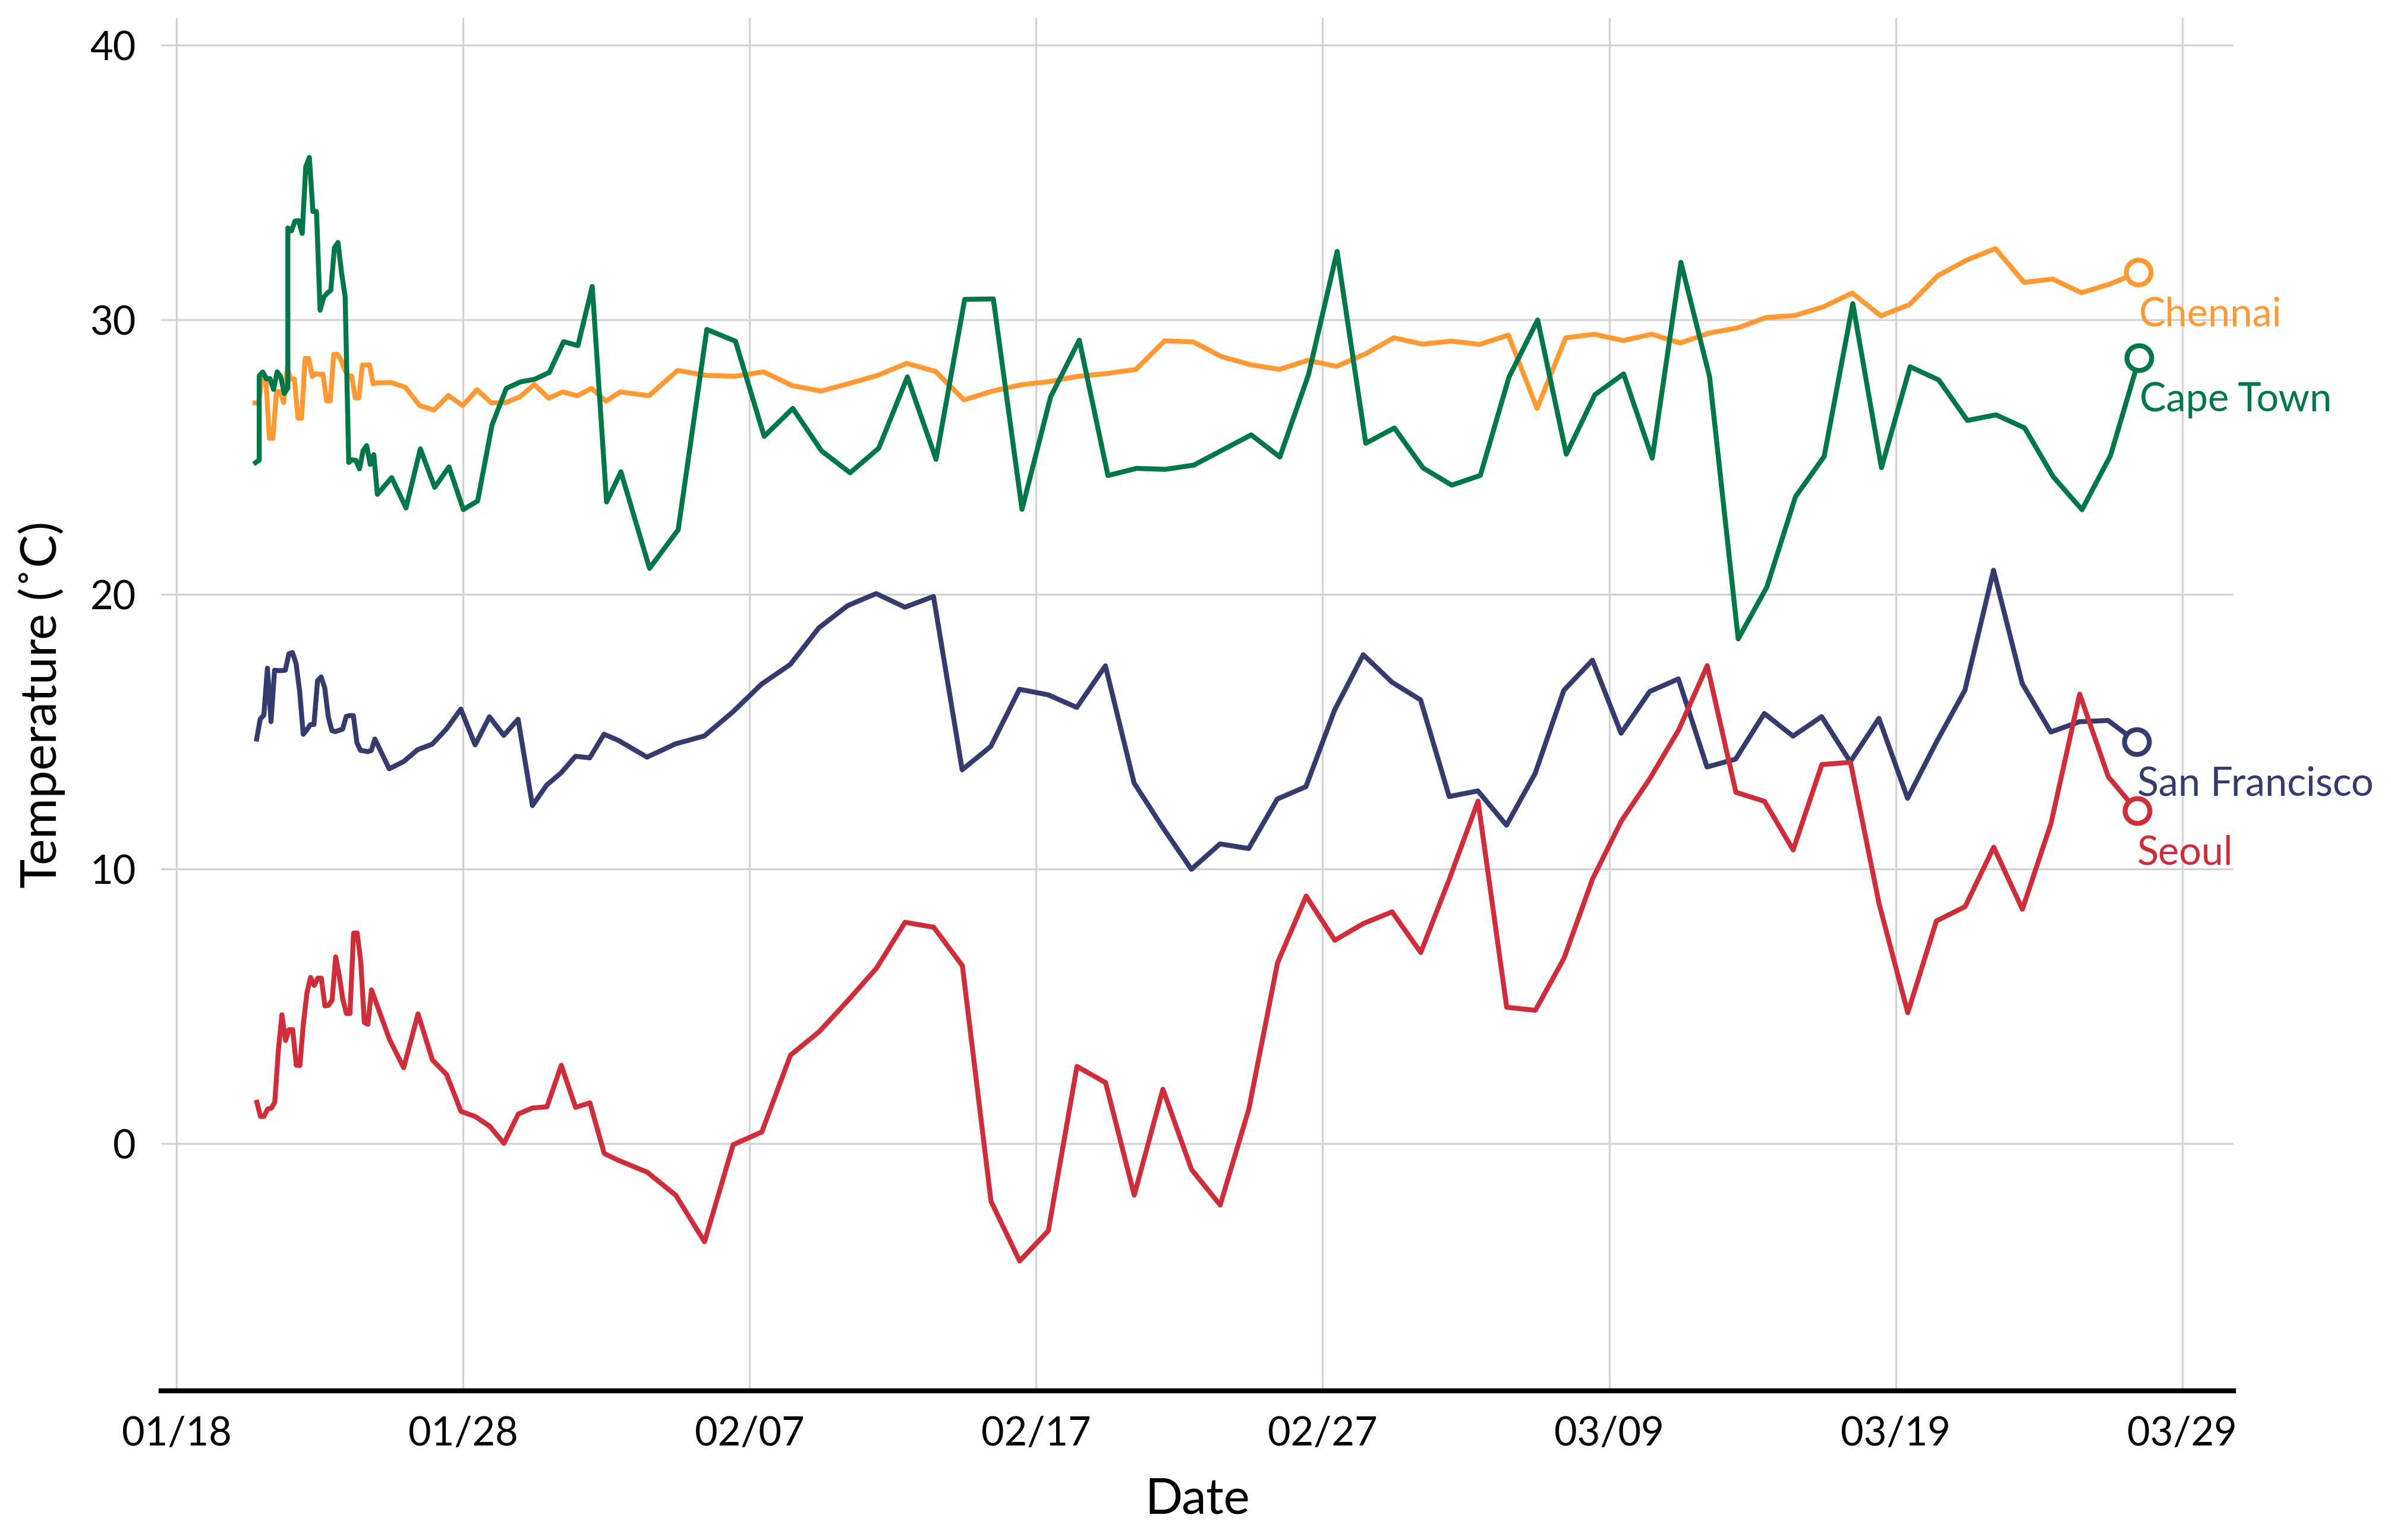 40
30
20
10
0
Temperature (°C)
Chennai
Cape Town
San Francisco
Seoul
01/18 01/28 02/07 02/17 02/27 03/09 03/19 03/29
Date